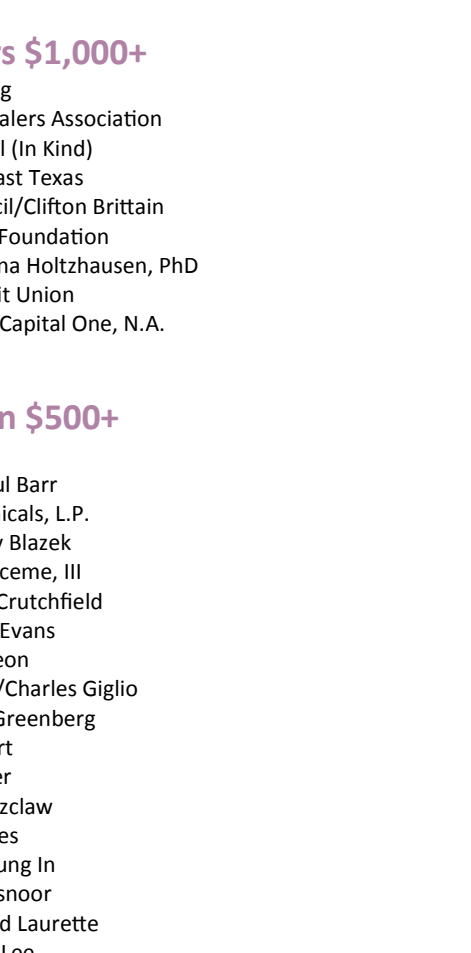 s $1,000+
g
alers Association
l (In Kind)
ast Texas
cil/Clifton Brittain
Foundation
na Holtzhausen, PhD
it Union
Capital One, N.A.
n $500+
ul Barr
icals, L.P.
y Blazek
ceme, III
Crutchfield
Evans
eon
/Charles Giglio
Greenberg
rt
er
zclaw
es
ung In
snoor
d Laurette
Lee